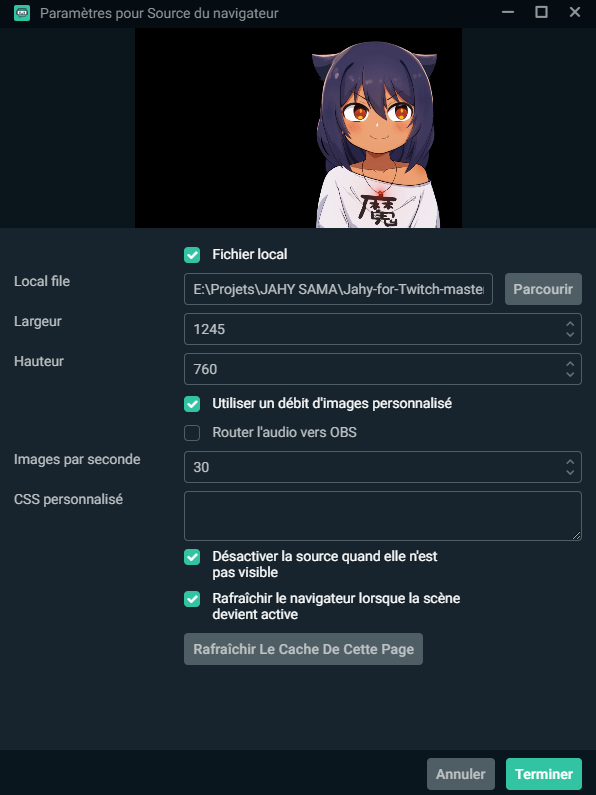 Paramètres pour Source du navigateur
魔
Fichier local
Local file
E:\Projets\JAHY SAMA\Jahy-for-Twitch-master
Parcourir
Largeur
1245
Hauteur
760
Utiliser un débit d'images personnalisé
Router l'audio vers OBS
Images par seconde
30
CSS personnalisé
Désactiver la source quand elle n'est
pas visible
Rafraîchir le navigateur lorsque la scène
devient active
Rafraîchir Le Cache De Cette Page
Annuler
Terminer